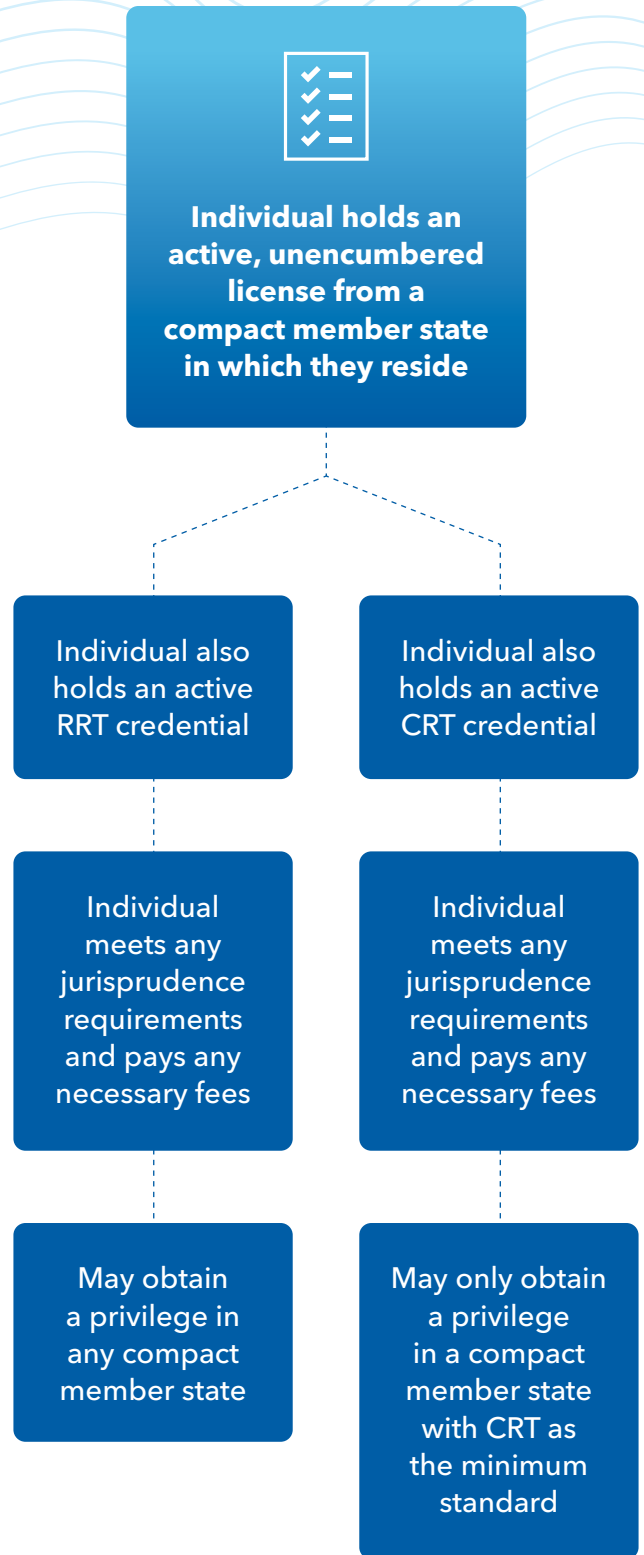 Individual holds an
active, unencumbered
license from a
compact member state
in which they reside
Individual also
holds an active
RRT credential
Individual also
holds an active
CRT credential
Individual
meets any
jurisprudence
requirements
and pays any
necessary fees
Individual
meets any
jurisprudence
requirements
and pays any
necessary fees
May obtain
a privilege in
any compact
member state
May only obtain
a privilege
in a compact
member state
with CRT as
the minimum
standard